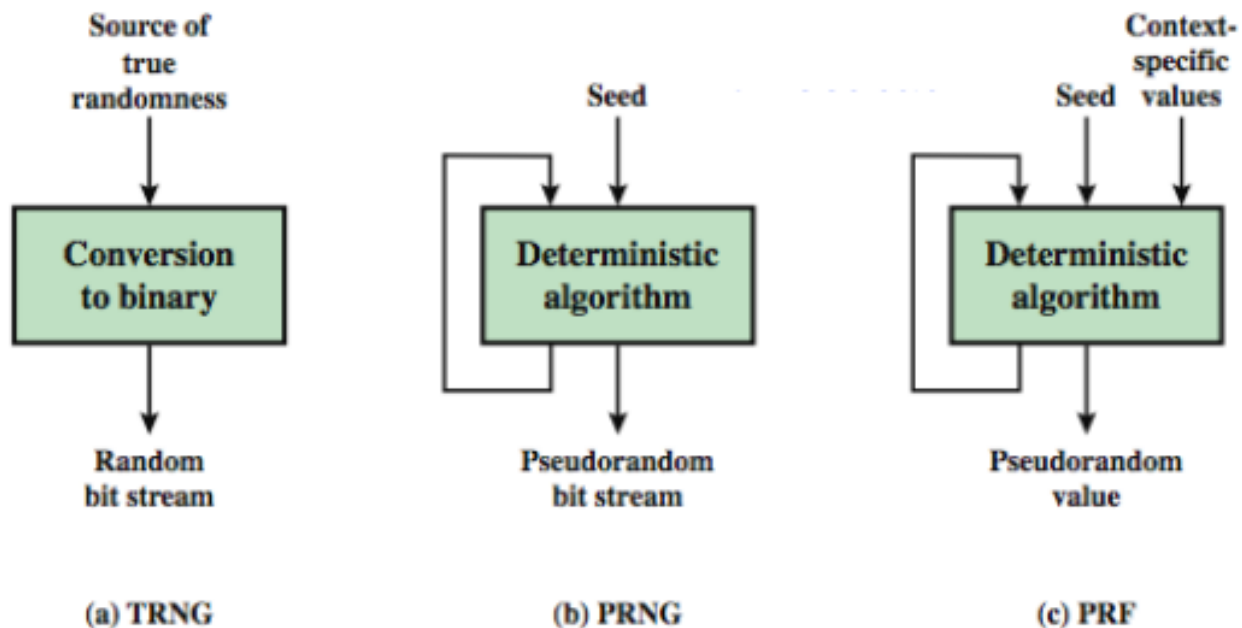 Source of
true
randomness
Conversion
to binary
Random
bit stream
(a) TRNG
Seed
Deterministic
algorithm
Pseudorandom
bit stream
(b) PRNG
Seed
Context-
specific
values
Deterministic
algorithm
Pseudorandom
value
(c) PRF